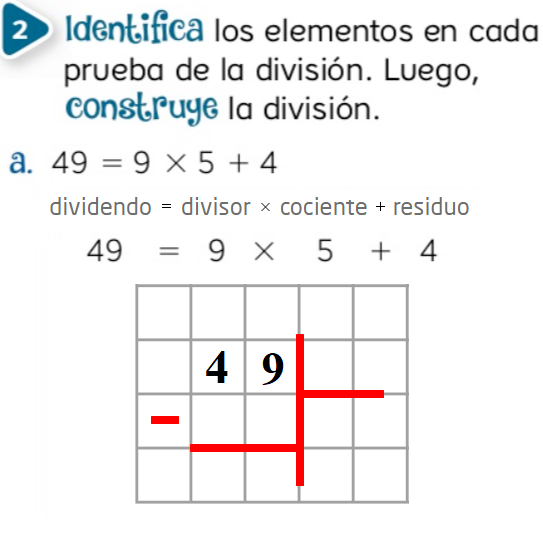 2 Identifica los elementos en cada
prueba de la división. Luego,
construye la división.
a. 49 = 9 × 5 + 4
dividendo = divisor × cociente + residuo
49 = 9 × 5 + 4
4 9
-